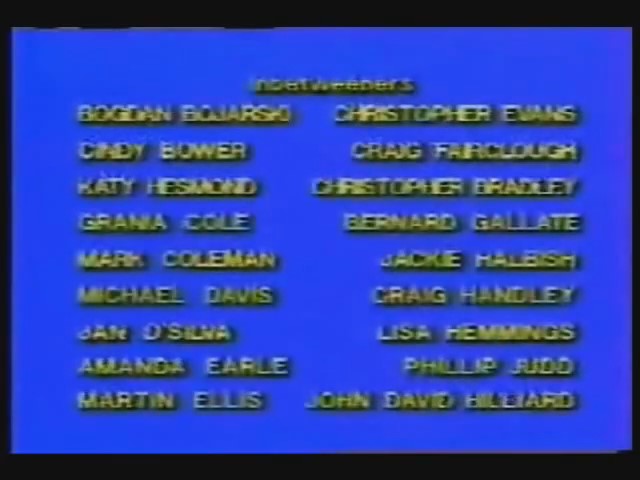 Inbetweeners
BOGDAN BOJARSKI CHRISTOPHER EVANS
CINDY BOWER CRAIG FAIRCLOUGH
KATY HESMOND CHRISTOPHER BRADLEY
GRANIA COLE BERNARD GALLATE
MARK COLEMAN JACKIE HALBISH
MICHAEL DAVIS CRAIG HANDLEY
JAN D'SILVA LISA HEMMINGS
AMANDA EARLE PHILLIP JUDD
MARTIN ELLIS JOHN DAVID HILLIARD